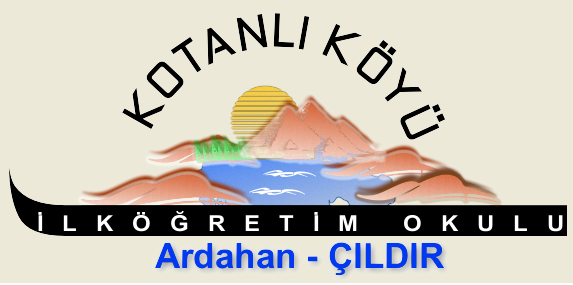 KOTANLI KÖYÜ
İLKÖĞRETİM OKULU
Ardahan - ÇILDIR